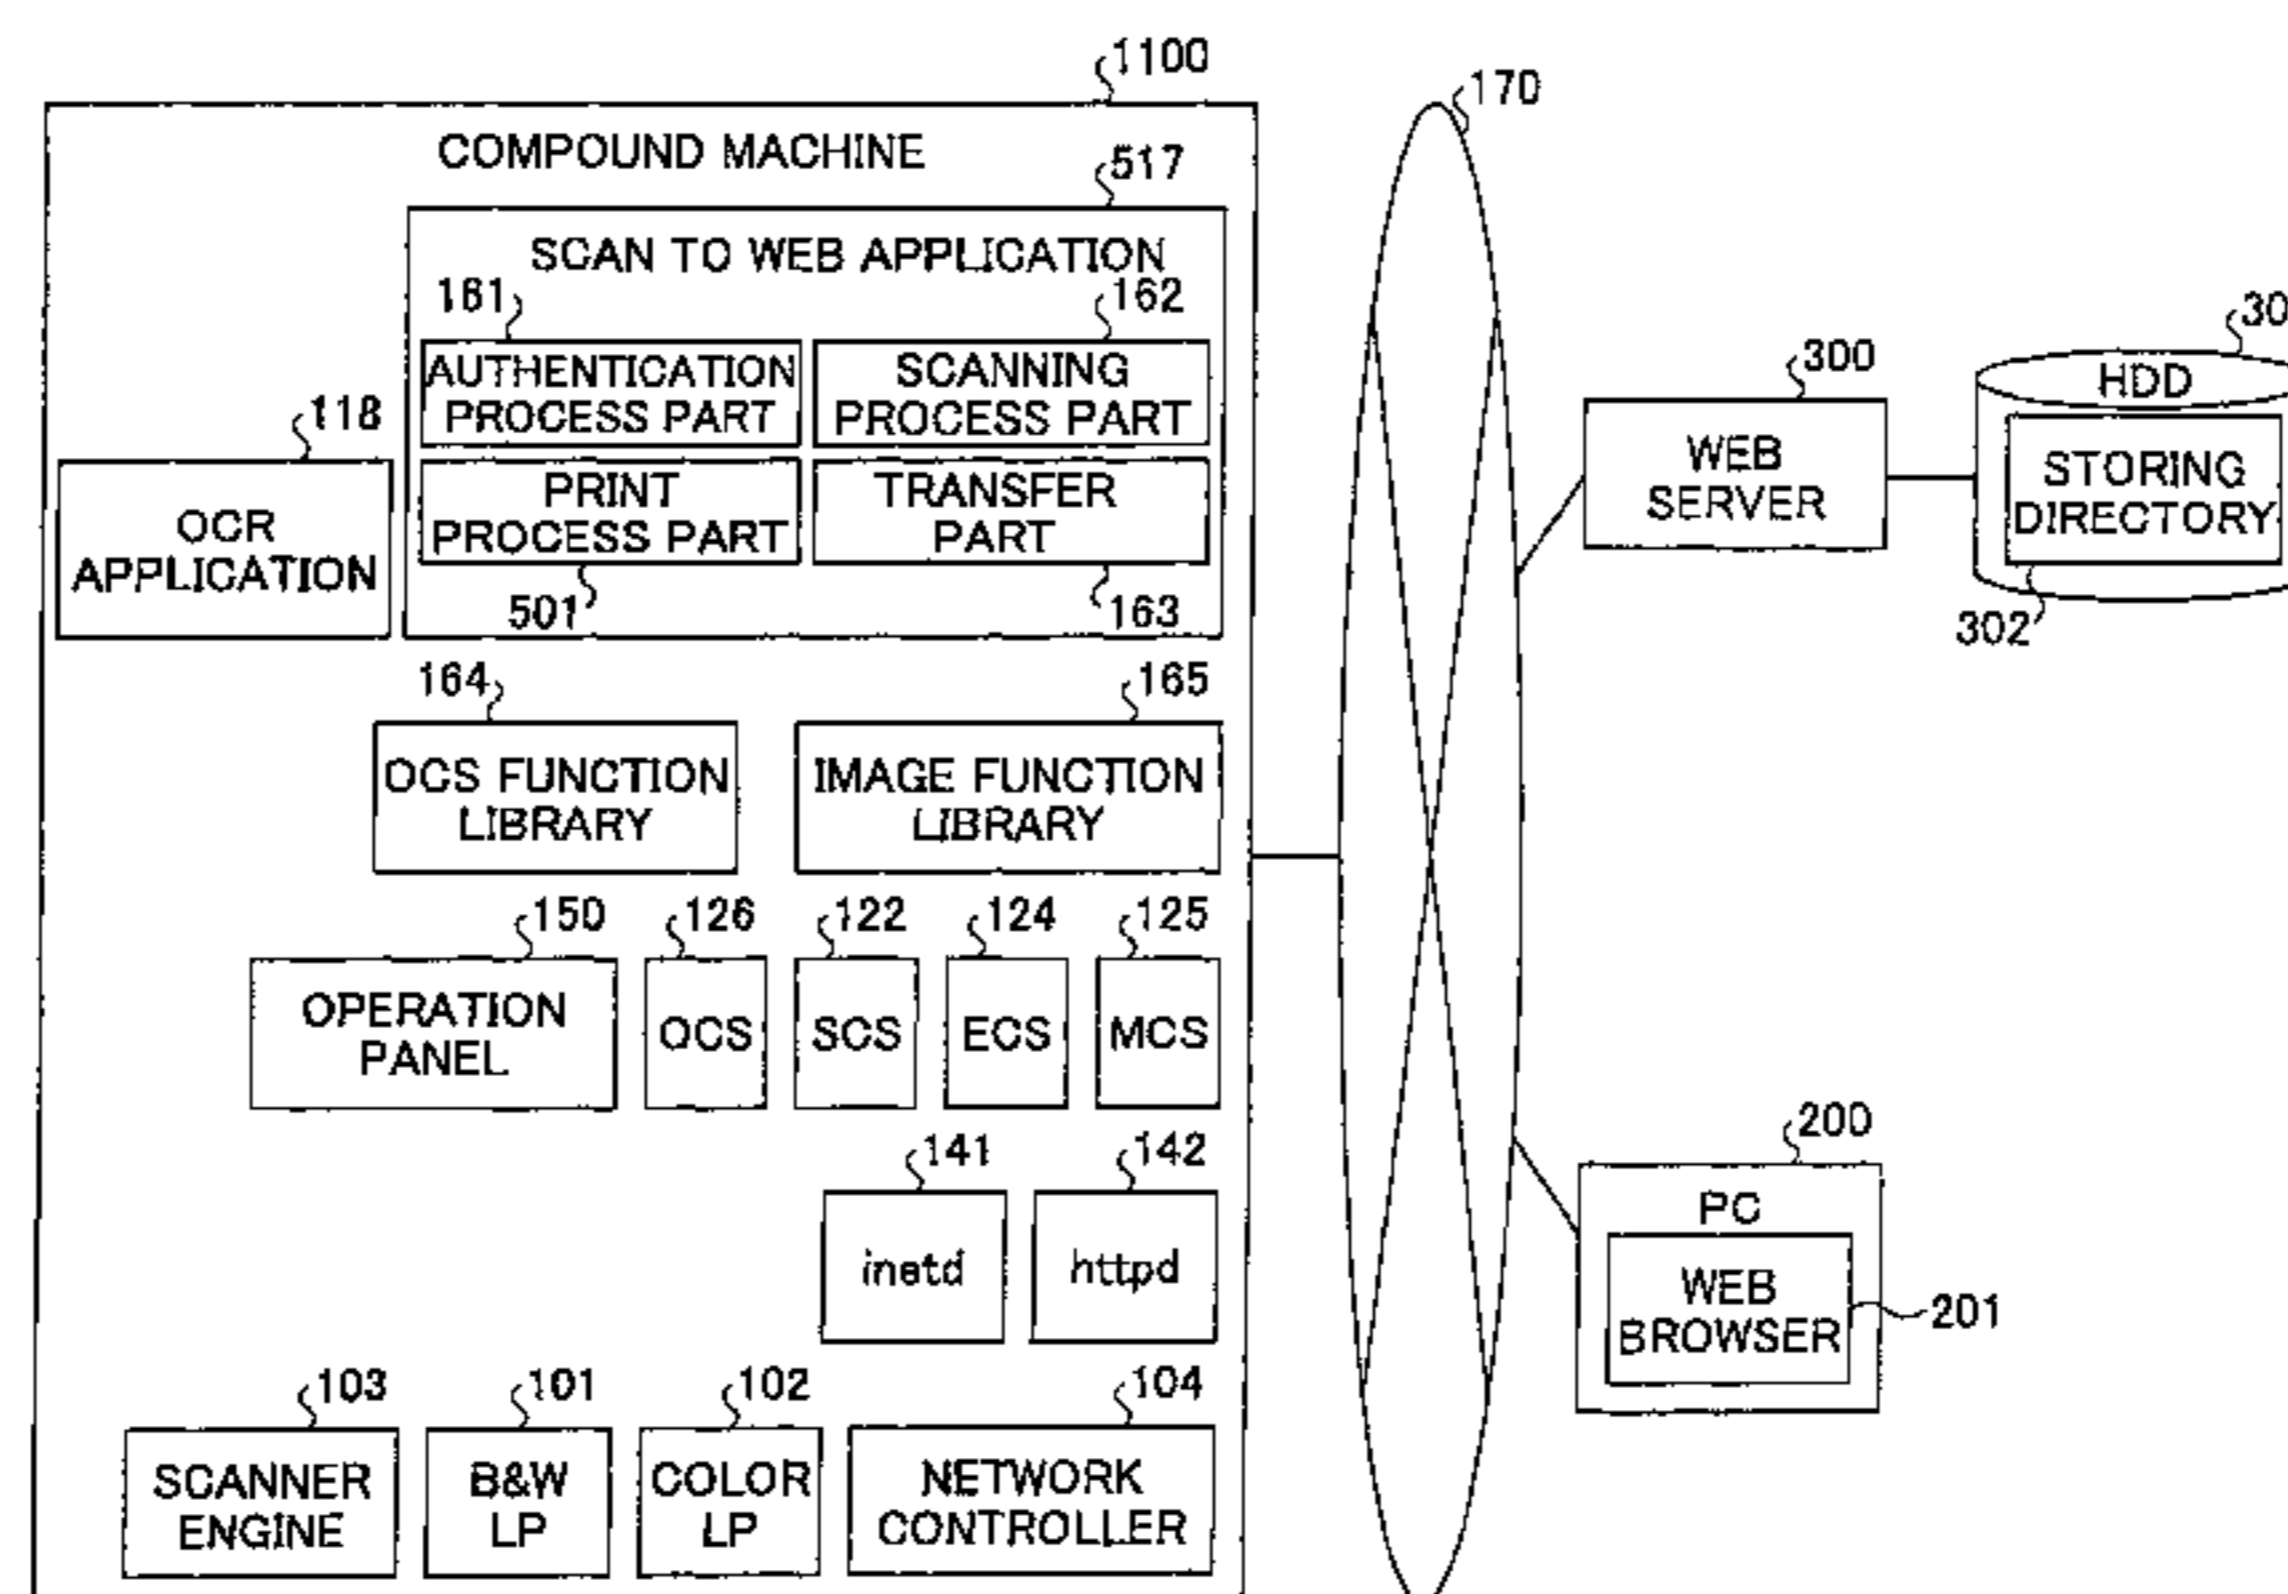 1100
170
COMPOUND MACHINE
517
SCAN TO WEB APPLICATION
161
162
AUTHENTICATION
PROCESS PART
SCANNING
PROCESS PART
PRINT
PROCESS PART
TRANSFER
PART
501
163
118
OCR
APPLICATION
164
165
OCS FUNCTION
LIBRARY
IMAGE FUNCTION
LIBRARY
150
126
122
124
125
OPERATION
PANEL
OCS
SCS
ECS
MCS
141
142
inetd
httpd
103
101
102
104
SCANNER
ENGINE
B&W
LP
COLOR
LP
NETWORK
CONTROLLER
300
WEB
SERVER
HDD
STORING
DIRECTORY
302
200
PC
WEB
BROWSER
201